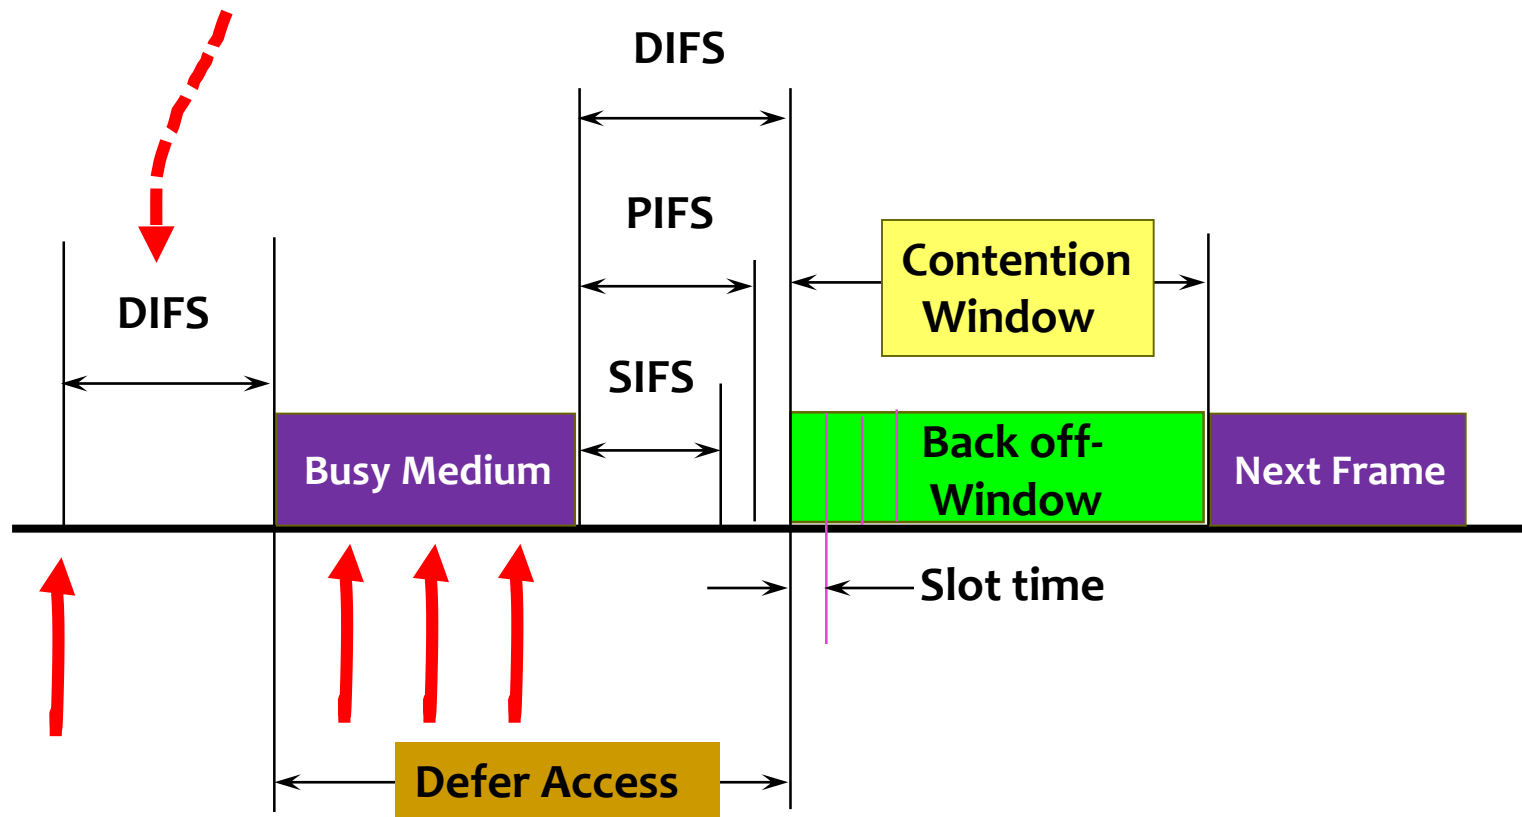 DIFS
PIFS
Contention
Window
DIFS
SIFS
Busy Medium
Back off-
Window
Next Frame
Slot time
Defer Access